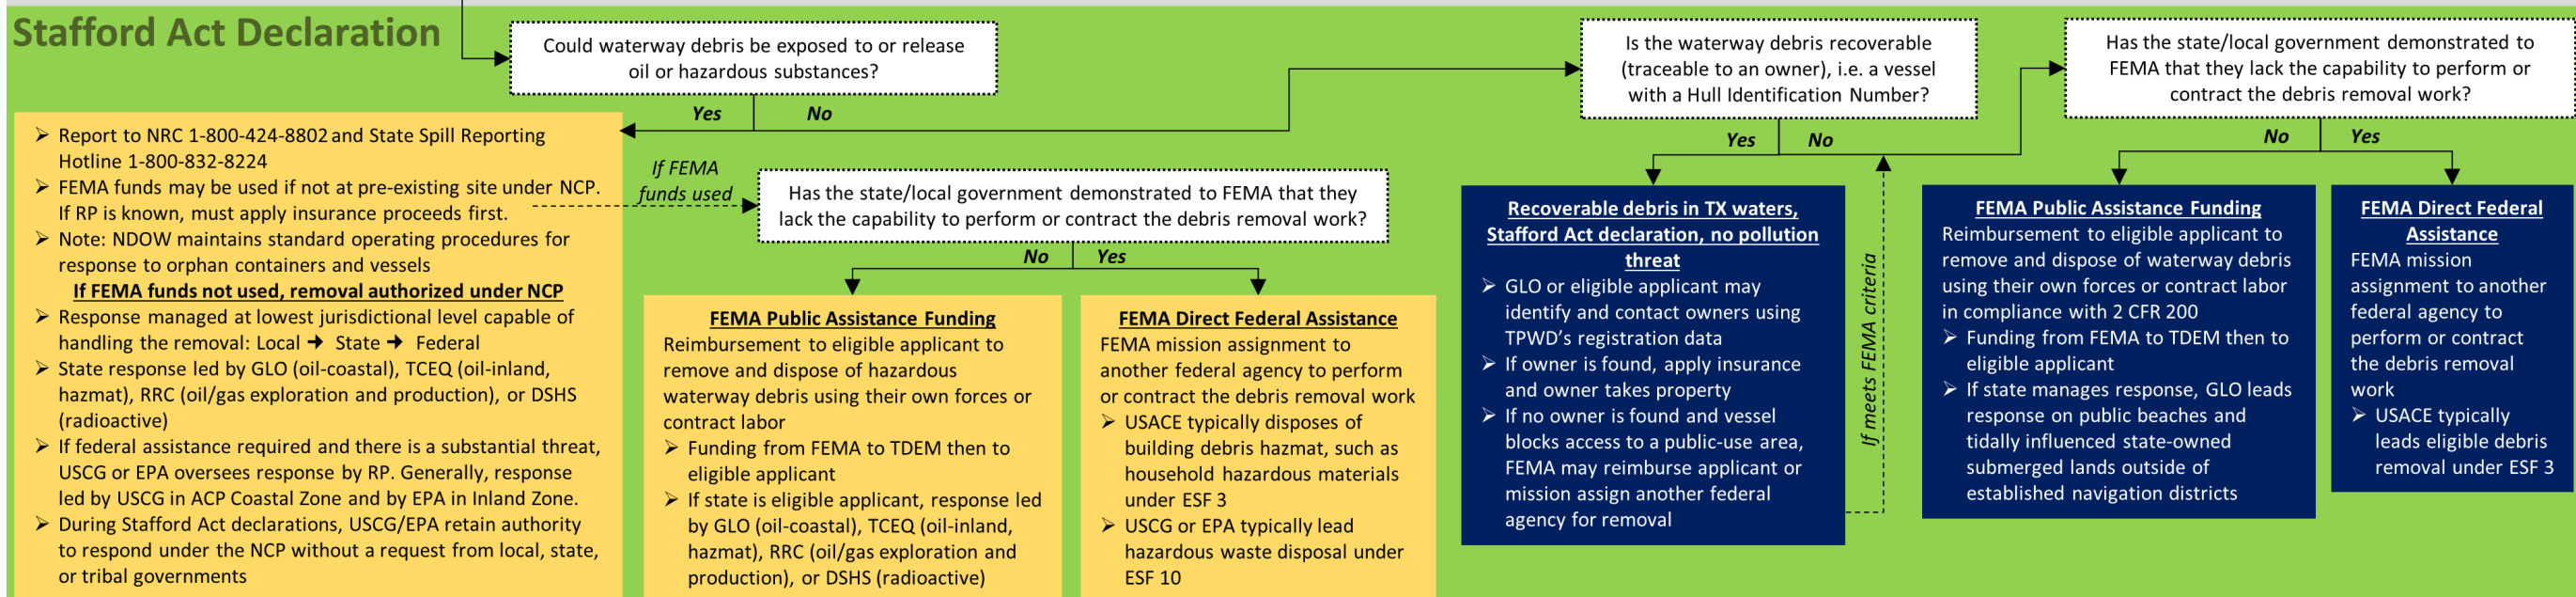 Stafford Act Declaration
Could waterway debris be exposed to or release
oil or hazardous substances?
Yes
No
➢ Report to NRC 1-800-424-8802 and State Spill Reporting
Hotline 1-800-832-8224
➢ FEMA funds may be used if not at pre-existing site under NCP.
If RP is known, must apply insurance proceeds first.
➢ Note: NDOW maintains standard operating procedures for
response to orphan containers and vessels
If FEMA funds not used, removal authorized under NCP
➢ Response managed at lowest jurisdictional level capable of
handling the removal: Local ➔ State ➔ Federal
➢ State response led by GLO (oil-coastal), TCEQ (oil-inland,
hazmat), RRC (oil/gas exploration and production), or DSHS
(radioactive)
➢ If federal assistance required and there is a substantial threat,
USCG or EPA oversees response by RP. Generally, response
led by USCG in ACP Coastal Zone and by EPA in Inland Zone.
➢ During Stafford Act declarations, USCG/EPA retain authority
to respond under the NCP without a request from local, state,
or tribal governments
If FEMA
funds used
Has the state/local government demonstrated to FEMA that they
lack the capability to perform or contract the debris removal work?
No
Yes
FEMA Public Assistance Funding
Reimbursement to eligible applicant to
remove and dispose of hazardous
waterway debris using their own forces or
contract labor
➢ Funding from FEMA to TDEM then to
eligible applicant
➢ If state is eligible applicant, response led
by GLO (oil-coastal), TCEQ (oil-inland,
hazmat), RRC (oil/gas exploration and
production), or DSHS (radioactive)
FEMA Direct Federal Assistance
FEMA mission assignment to
another federal agency to perform
or contract the debris removal work
➢ USACE typically disposes of
building debris hazmat, such as
household hazardous materials
under ESF 3
➢ USCG or EPA typically lead
hazardous waste disposal under
ESF 10
Is the waterway debris recoverable
(traceable to an owner), i.e. a vessel
with a Hull Identification Number?
Yes
No
Recoverable debris in TX waters,
Stafford Act declaration, no pollution
threat
➢ GLO or eligible applicant may
identify and contact owners using
TPWD’s registration data
➢ If owner is found, apply insurance
and owner takes property
➢ If no owner is found and vessel
blocks access to a public-use area,
FEMA may reimburse applicant or
mission assign another federal
agency for removal
If meets FEMA criteria
Has the state/local government demonstrated to
FEMA that they lack the capability to perform or
contract the debris removal work?
No
Yes
FEMA Public Assistance Funding
Reimbursement to eligible applicant to
remove and dispose of waterway debris
using their own forces or contract labor
in compliance with 2 CFR 200
➢ Funding from FEMA to TDEM then to
eligible applicant
➢ If state manages response, GLO leads
response on public beaches and
tidally influenced state-owned
submerged lands outside of
established navigation districts
FEMA Direct Federal
Assistance
FEMA mission
assignment to another
federal agency to
perform or contract
the debris removal
work
➢ USACE typically
leads eligible debris
removal under ESF 3